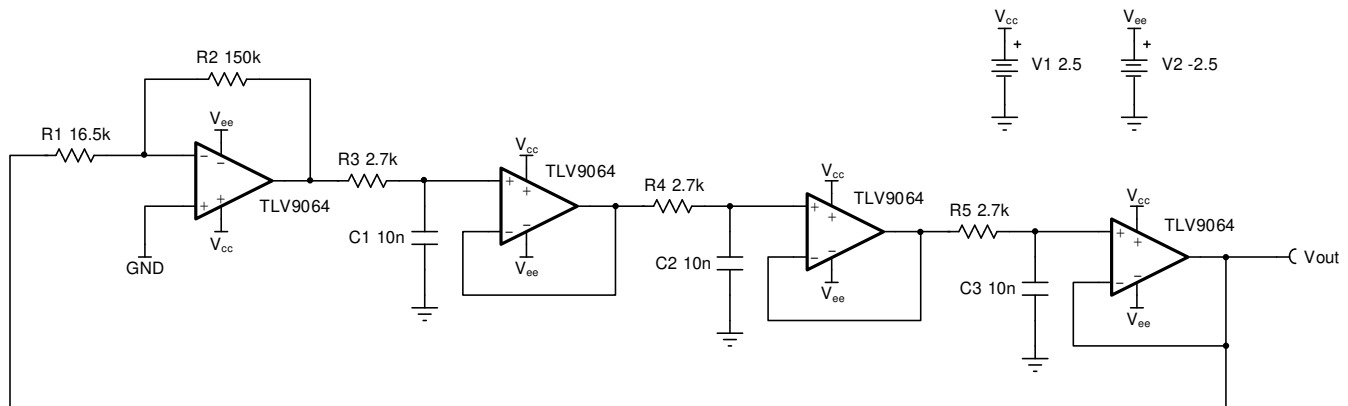 Vcc
Vee
+
+
V1 2.5
V2 -2.5
R2 150k
R1 16.5k
Vee
−
−
+
+
TLV9064
Vcc
GND
R3 2.7k
C1 10n
Vcc
TLV9064
+
+
−
−
Vee
R4 2.7k
C2 10n
Vcc
TLV9064
+
+
−
−
Vee
R5 2.7k
C3 10n
Vcc
TLV9064
+
+
−
−
Vee
Vout